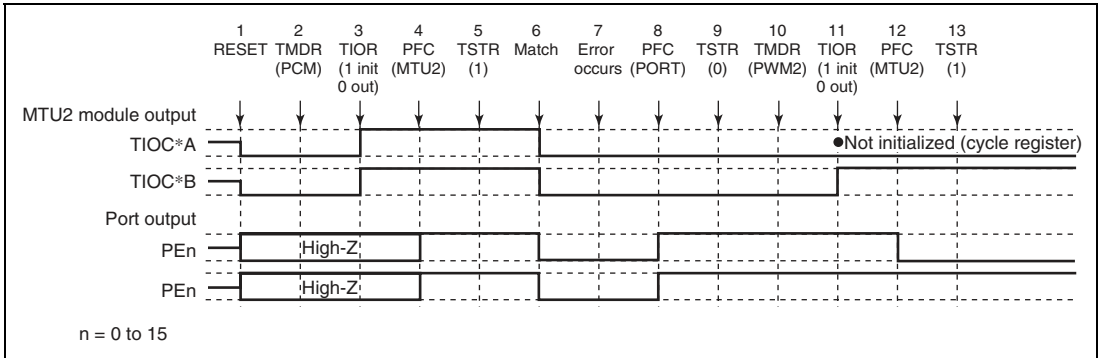 1 2 3 4 5 6 7 8 9 10 11 12 13
RESET TMDR TIOR PFC TSTR Match Error PFC TSTR TMDR TIOR PFC TSTR
(PCM) (1 init (MTU2) (1) occurs (PORT) (0) (PWM2) (1 init (MTU2) (1)
0 out) 0 out)
MTU2 module output
TIOC*A
●Not initialized (cycle register)
TIOC*B
Port output
PEn
High-Z
PEn
High-Z
n = 0 to 15